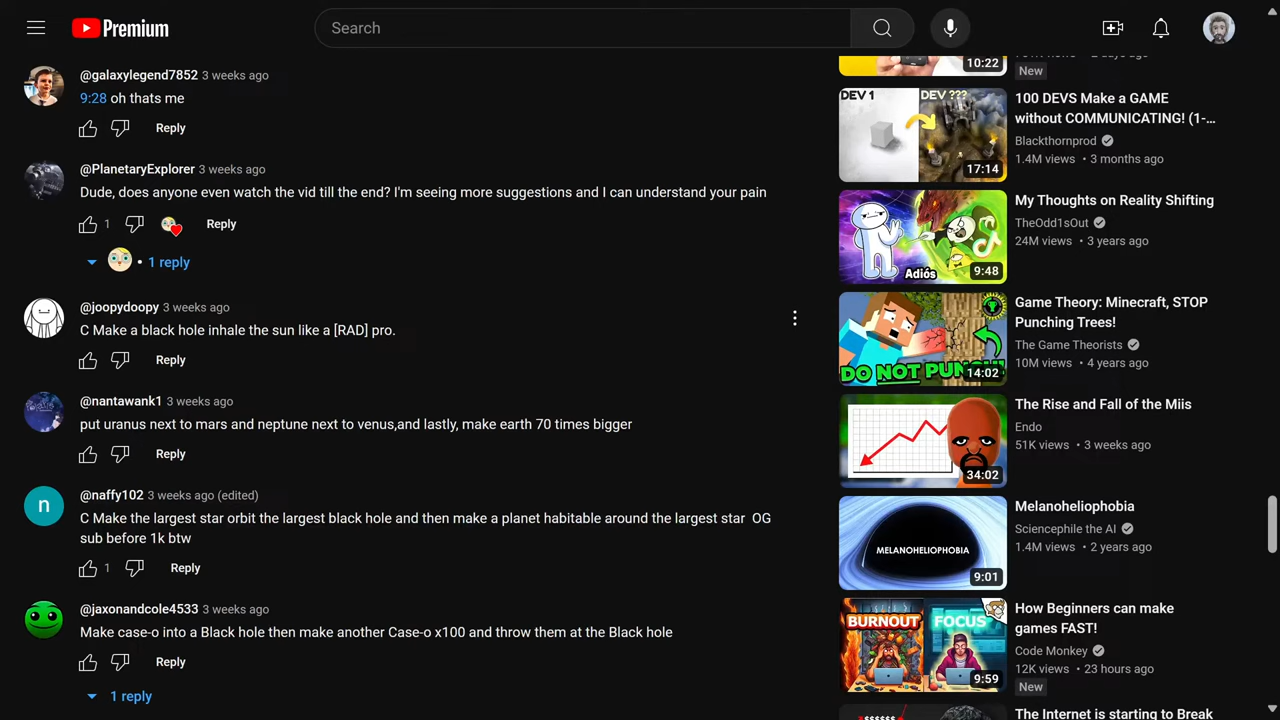 Premium
Search
@galaxylegend7852 3 weeks ago
9:28 oh thats me
Reply
@PlanetaryExplorer 3 weeks ago
Dude, does anyone even watch the vid till the end? I'm seeing more suggestions and I can understand your pain
1
Reply
• 1 reply
@joopydoopy 3 weeks ago
C Make a black hole inhale the sun like a [RAD] pro.
Reply
@nantawank1 3 weeks ago
put uranus next to mars and neptune next to venus,and lastly, make earth 70 times bigger
Reply
n
@naffy102 3 weeks ago (edited)
C Make the largest star orbit the largest black hole and then make a planet habitable around the largest star OG
sub before 1k btw
1
Reply
@jaxonandcole4533 3 weeks ago
Make case-o into a Black hole then make another Case-o x100 and throw them at the Black hole
Reply
1 reply
10:22
New
DEV 1
DEV ???
17:14
100 DEVS Make a GAME
without COMMUNICATING! (1-...
Blackthornprod
1.4M views • 3 months ago
Adiós
9:48
My Thoughts on Reality Shifting
TheOdd1sOut
24M views • 3 years ago
DO NOT PUNCH
14:02
Game Theory: Minecraft, STOP
Punching Trees!
The Game Theorists
10M views • 4 years ago
34:02
The Rise and Fall of the Miis
Endo
51K views • 3 weeks ago
MELANOHELIOPHOBIA
9:01
Melanoheliophobia
Sciencephile the AI
1.4M views • 2 years ago
BURNOUT
FOCUS
9:59
How Beginners can make
games FAST!
Code Monkey
12K views • 23 hours ago
New
The Internet is starting to Break